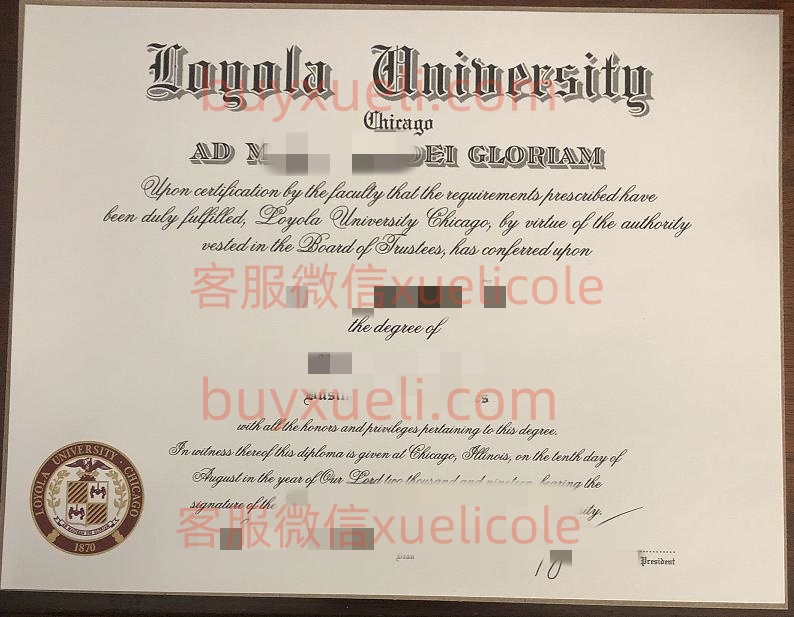 Loyola University
buyxueli.com
Chicago
AD M DEI GLORIAM
Upon certification by the faculty that the requirements prescribed have
been duly fulfilled, Loyola University Chicago, by virtue of the authority
vested in the Board of Trustees, has conferred upon
客服微信xuelicole
the degree of
buyxueli.com
with all the honors and privileges pertaining to this degree.
In witness thereof this diploma is given at Chicago, Illinois, on the tenth day of
August in the year of Our Lord two thousand and nineteen bearing the
signature of the
客服微信xuelicole
LOYOLA UNIVERSITY · CHICAGO
1870
Dean
President